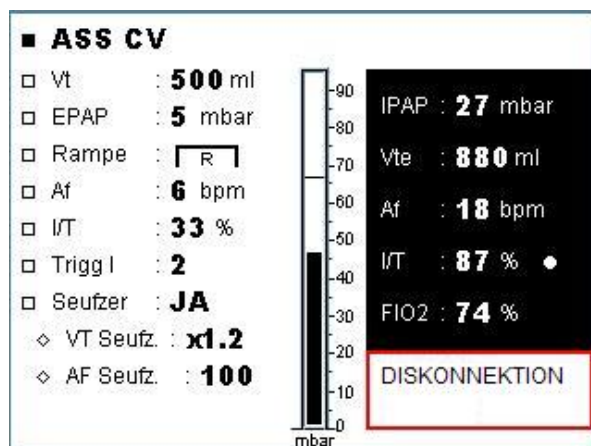 ASS CV
Vt : 500 ml
EPAP : 5 mbar
Rampe : R
Af : 6 bpm
I/T : 33 %
Trigg I : 2
Seufzer : JA
VT Seufz. : x1.2
AF Seufz. : 100
90
80
70
60
50
40
30
20
10
0
mbar
IPAP : 27 mbar
Vte : 880 ml
Af : 18 bpm
I/T : 87 %
FIO2 : 74 %
DISKONNEKTION